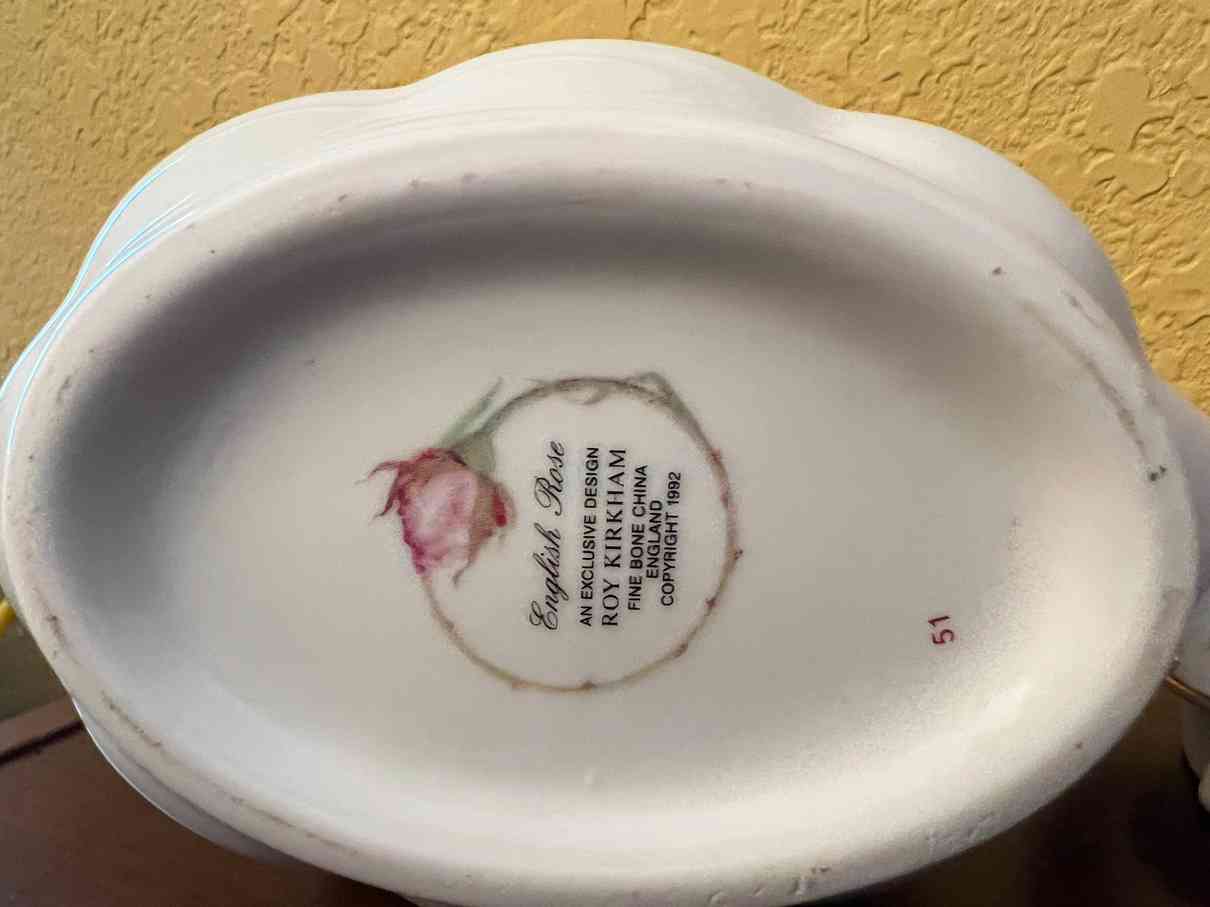 English Rose
AN EXCLUSIVE DESIGN
ROY KIRKHAM
FINE BONE CHINA
ENGLAND
COPYRIGHT 1992
51